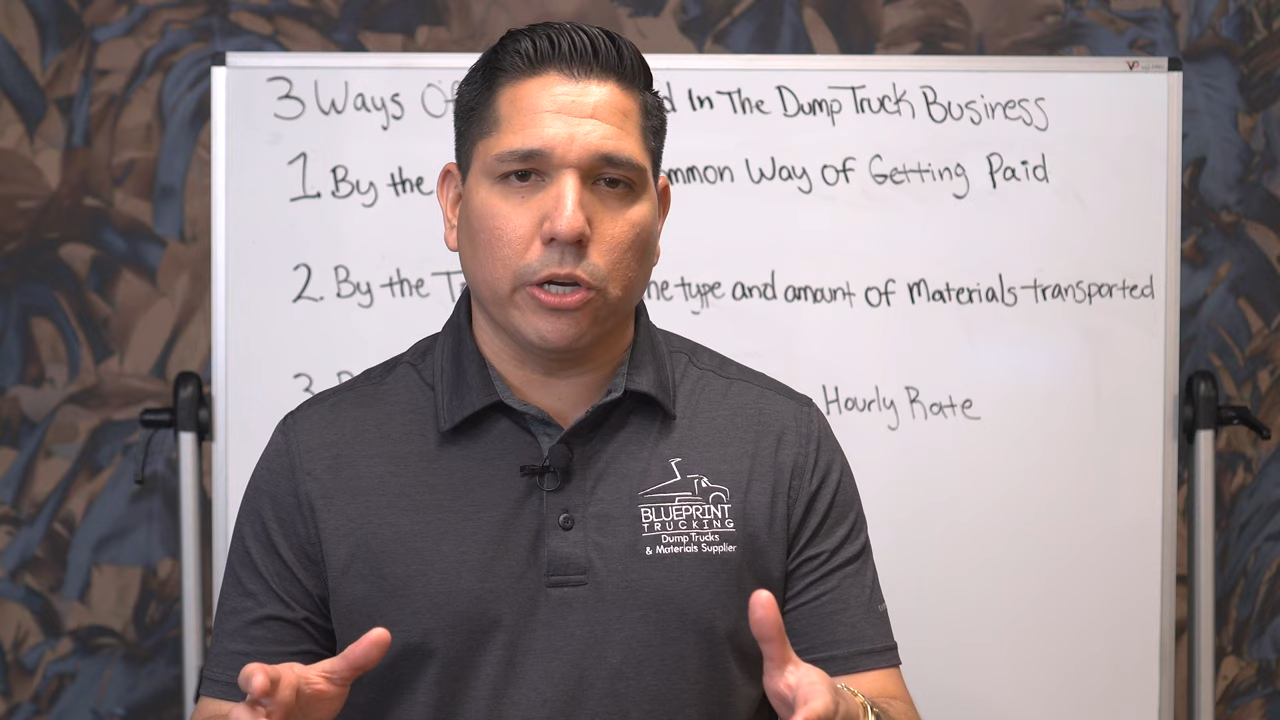 3 Ways Of d In The Dump Truck Business
1. By the mmon Way of Getting Paid
2. By the T he type and amount of Materials transported
3. Hourly Rate
BLUEPRINT
TRUCKING
Dump Trucks
& Materials Supplier